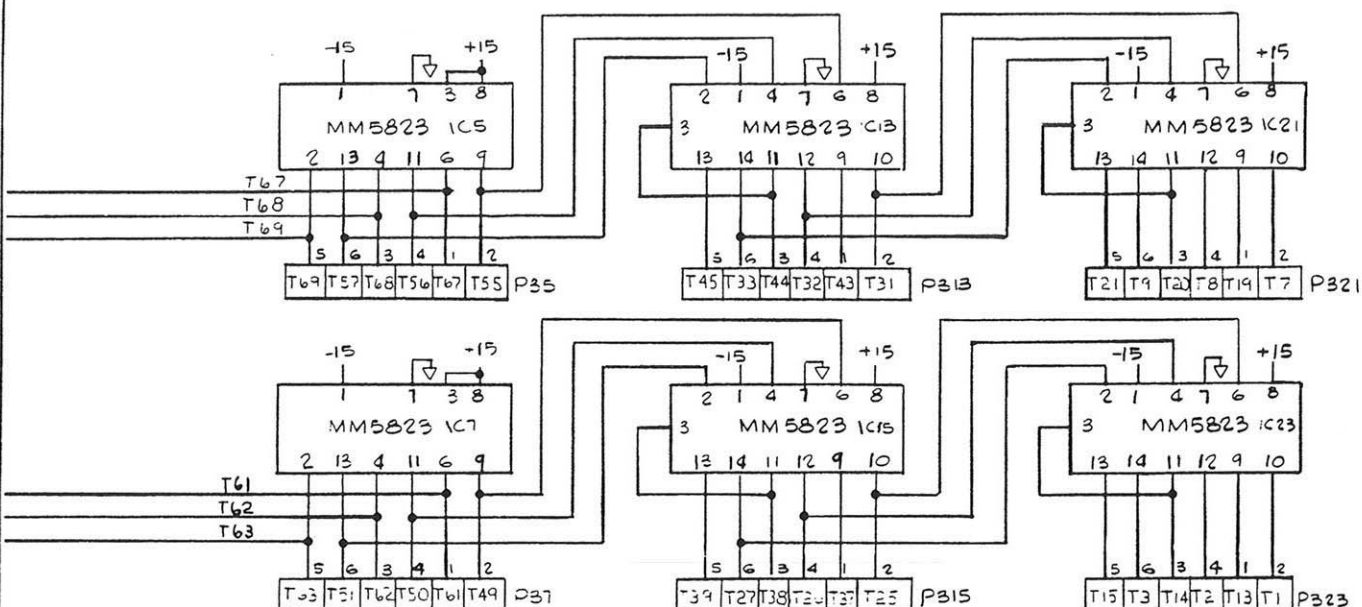 -15 +15 -15 +15 -15 +15
1 7 3 8 2 1 4 7 6 8 2 1 4 7 6 8
MM5823 IC5 3 MM5823 IC13 3 MM5823 IC21
2 13 4 11 6 9 13 14 11 12 9 10 13 14 11 12 9 10
T67
T68
T69
5 6 3 4 1 2 5 6 3 4 1 2 5 6 3 4 1 2
T69 T57 T68 T56 T67 T55 P35 T45 T33 T44 T32 T43 T31 P313 T21 T9 T20 T8 T19 T7 P321
-15 +15 -15 +15 -15 +15
1 7 3 8 2 1 4 7 6 8 2 1 4 7 6 8
MM5823 IC7 3 MM5823 IC15 3 MM5823 IC23
2 13 4 11 6 9 13 14 11 12 9 10 13 14 11 12 9 10
T61
T62
T63
5 6 3 4 1 2 5 6 3 4 1 2 5 6 3 4 1 2
T63 T51 T62 T50 T61 T49 P37 T39 T27 T38 T37 T25 P315 T15 T3 T14 T2 T13 T1 P323